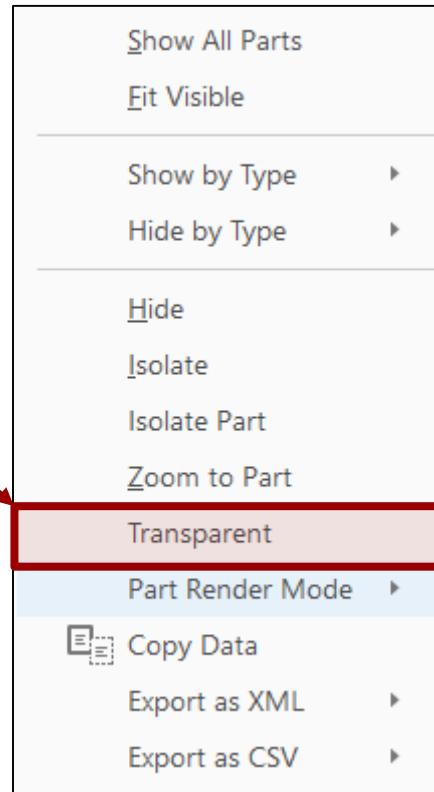 Show All Parts
Fit Visible
Show by Type
Hide by Type
Hide
Isolate
Isolate Part
Zoom to Part
Transparent
Part Render Mode
Copy Data
Export as XML
Export as CSV